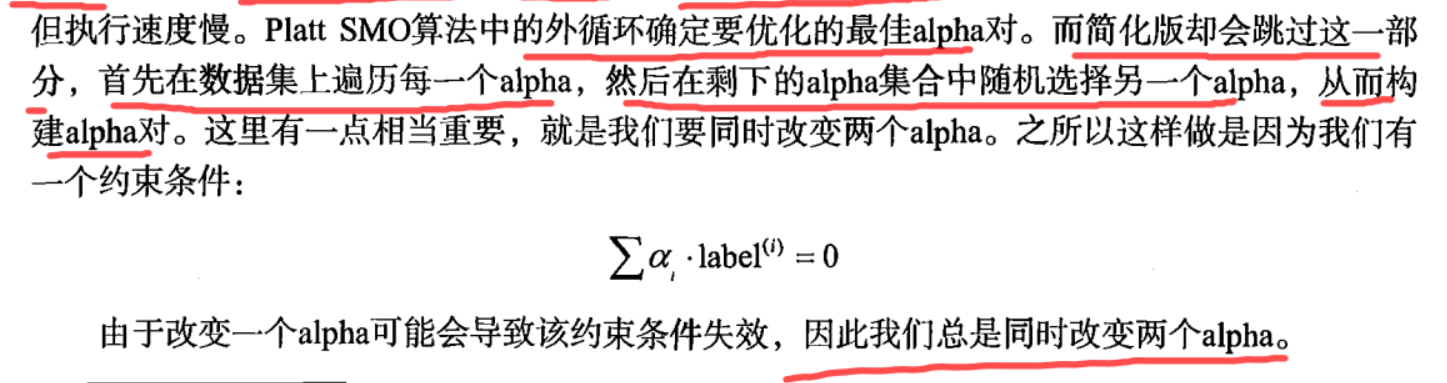 但执行速度慢。Platt SMO算法中的外循环确定要优化的最佳alpha对。而简化版却会跳过这一部
分，首先在数据集上遍历每一个alpha，然后在剩下的alpha集合中随机选择另一个alpha，从而构
建alpha对。这里有一点相当重要，就是我们要同时改变两个alpha。之所以这样做是因为我们有
一个约束条件：
∑αᵢ · label⁽ⁱ⁾ = 0
由于改变一个alpha可能会导致该约束条件失效，因此我们总是同时改变两个alpha。